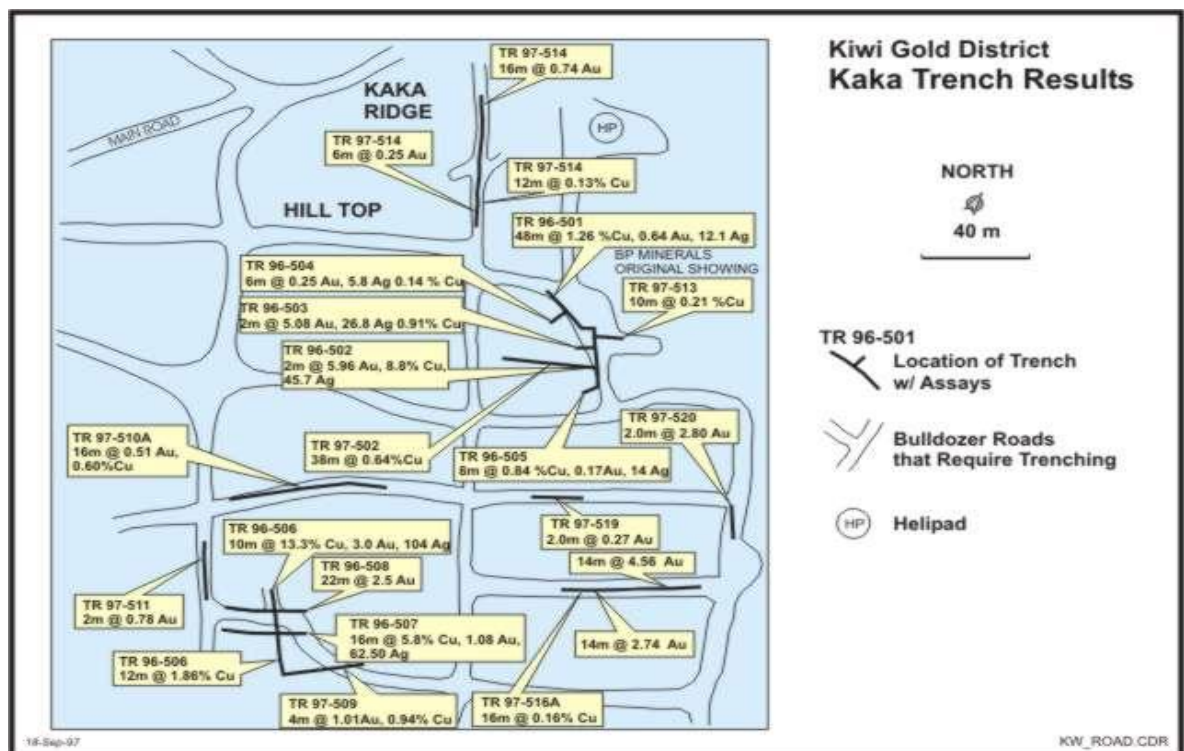 Kiwi Gold District
Kaka Trench Results
TR 97-514
16m @ 0.74 Au
KAKA
RIDGE
MAIN ROAD
HP
TR 97-514
6m @ 0.25 Au
TR 97-514
12m @ 0.13% Cu
HILL TOP
TR 96-501
48m @ 1.26 %Cu, 0.64 Au, 12.1 Ag
BP MINERALS
ORIGINAL SHOWING
TR 96-504
6m @ 0.25 Au, 5.8 Ag 0.14 % Cu
TR 97-513
10m @ 0.21 %Cu
TR 96-503
2m @ 5.08 Au, 26.8 Ag 0.91% Cu
TR 96-502
2m @ 5.96 Au, 8.8% Cu,
45.7 Ag
TR 97-520
2.0m @ 2.80 Au
TR 97-510A
16m @ 0.51 Au,
0.60%Cu
TR 97-502
38m @ 0.64%Cu
TR 96-505
8m @ 0.84 %Cu, 0.17Au, 14 Ag
TR 96-506
10m @ 13.3% Cu, 3.0 Au, 104 Ag
TR 97-519
2.0m @ 0.27 Au
TR 96-508
22m @ 2.5 Au
14m @ 4.56 Au
TR 97-511
2m @ 0.78 Au
TR 96-507
16m @ 5.8% Cu, 1.08 Au,
62.50 Ag
14m @ 2.74 Au
TR 96-506
12m @ 1.86% Cu
TR 97-509
4m @ 1.01Au, 0.94% Cu
TR 97-516A
16m @ 0.16% Cu
NORTH
40 m
TR 96-501
Location of Trench
w/ Assays
Bulldozer Roads
that Require Trenching
HP
Helipad
18-Sep-97
KW_ROAD.CDR